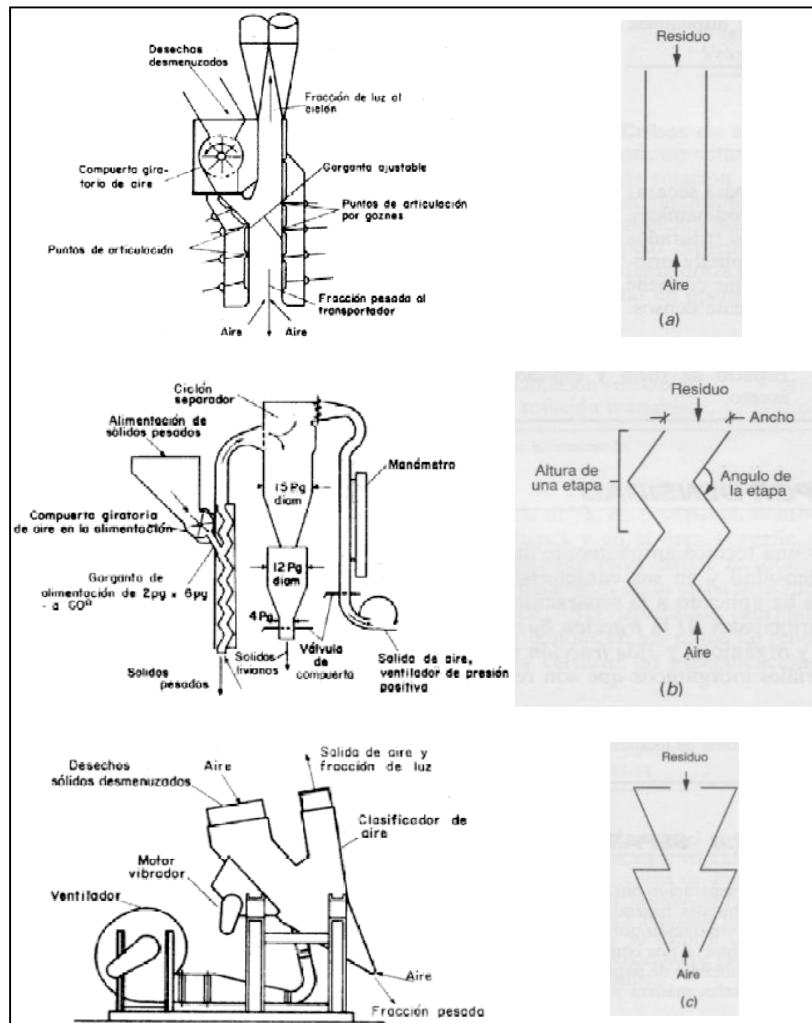 Desechos
desmenuzados
Fracción de luz al
ciclón
Compuerta gira-
toria de aire
Garganta ajustable
Puntos de articulación
por goznes
Puntos de articulación
Fracción pesada al
transportador
Aire
Aire
Residuo
Aire
(a)
Ciclón
separador
Alimentación de
sólidos pesados
Manómetro
15 Pg
diam
Compuerta giratoria
de aire en la alimentación
12 Pg
diam
Garganta de
alimentación de 2pg x 6pg
- a 60º
4 Pg
Solidos
pesados
Solidos
livianos
Válvula
de
compuerta
Salida de aire,
ventilador de presión
positiva
Residuo
Ancho
Altura de
una etapa
Angulo de
la etapa
Aire
(b)
Desechos
sólidos desmenuzados
Aire
Salida de aire y
fracción de luz
Clasificador de
aire
Motor
vibrador
Ventilador
Aire
Fracción pesada
Residuo
Aire
(c)